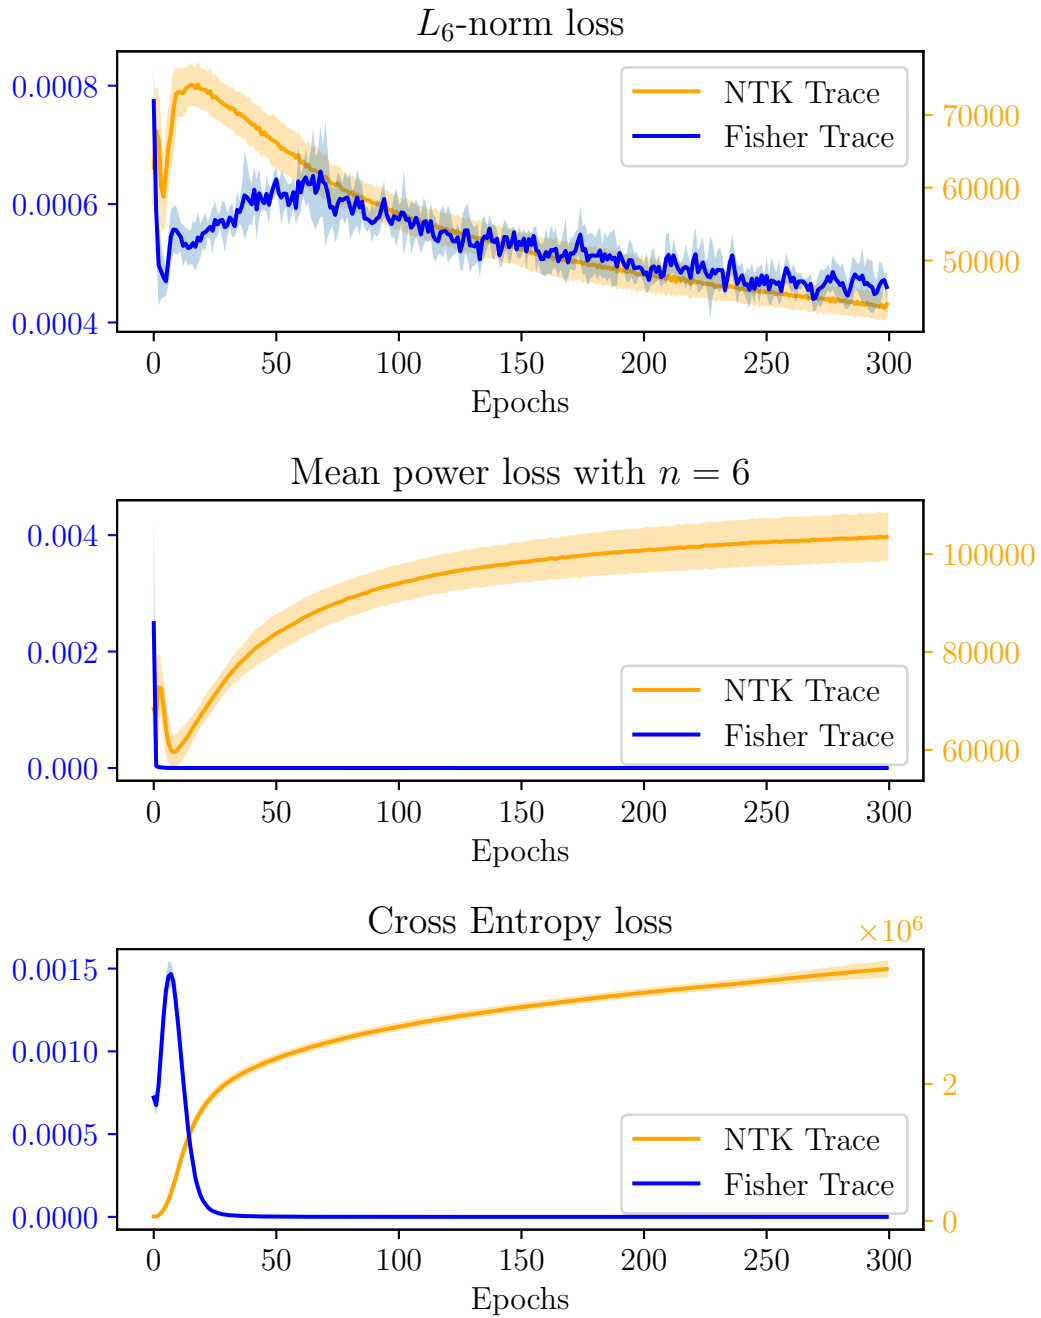 L₆-norm loss
0.0008
0.0006
0.0004
70000
60000
50000
NTK Trace
Fisher Trace
0 50 100 150 200 250 300
Epochs
Mean power loss with n = 6
0.004
0.002
0.000
100000
80000
60000
NTK Trace
Fisher Trace
0 50 100 150 200 250 300
Epochs
Cross Entropy loss
×10⁶
0.0015
0.0010
0.0005
0.0000
2
0
NTK Trace
Fisher Trace
0 50 100 150 200 250 300
Epochs